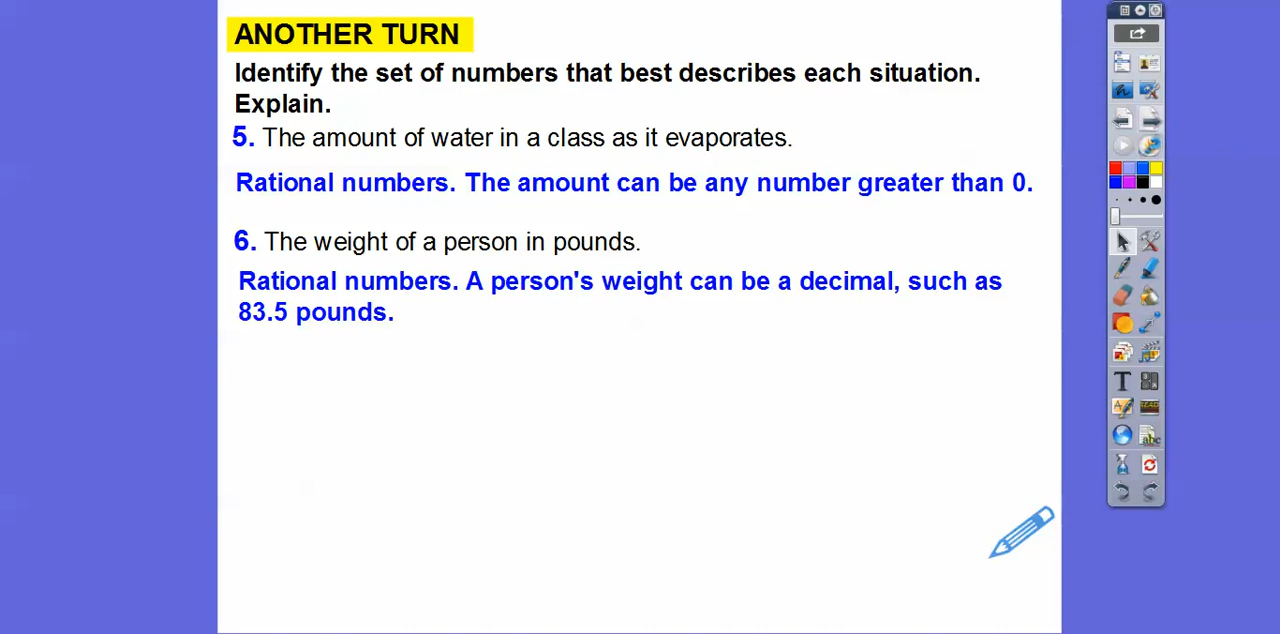 ANOTHER TURN
Identify the set of numbers that best describes each situation.
Explain.
5. The amount of water in a class as it evaporates.
Rational numbers. The amount can be any number greater than 0.
6. The weight of a person in pounds.
Rational numbers. A person's weight can be a decimal, such as
83.5 pounds.